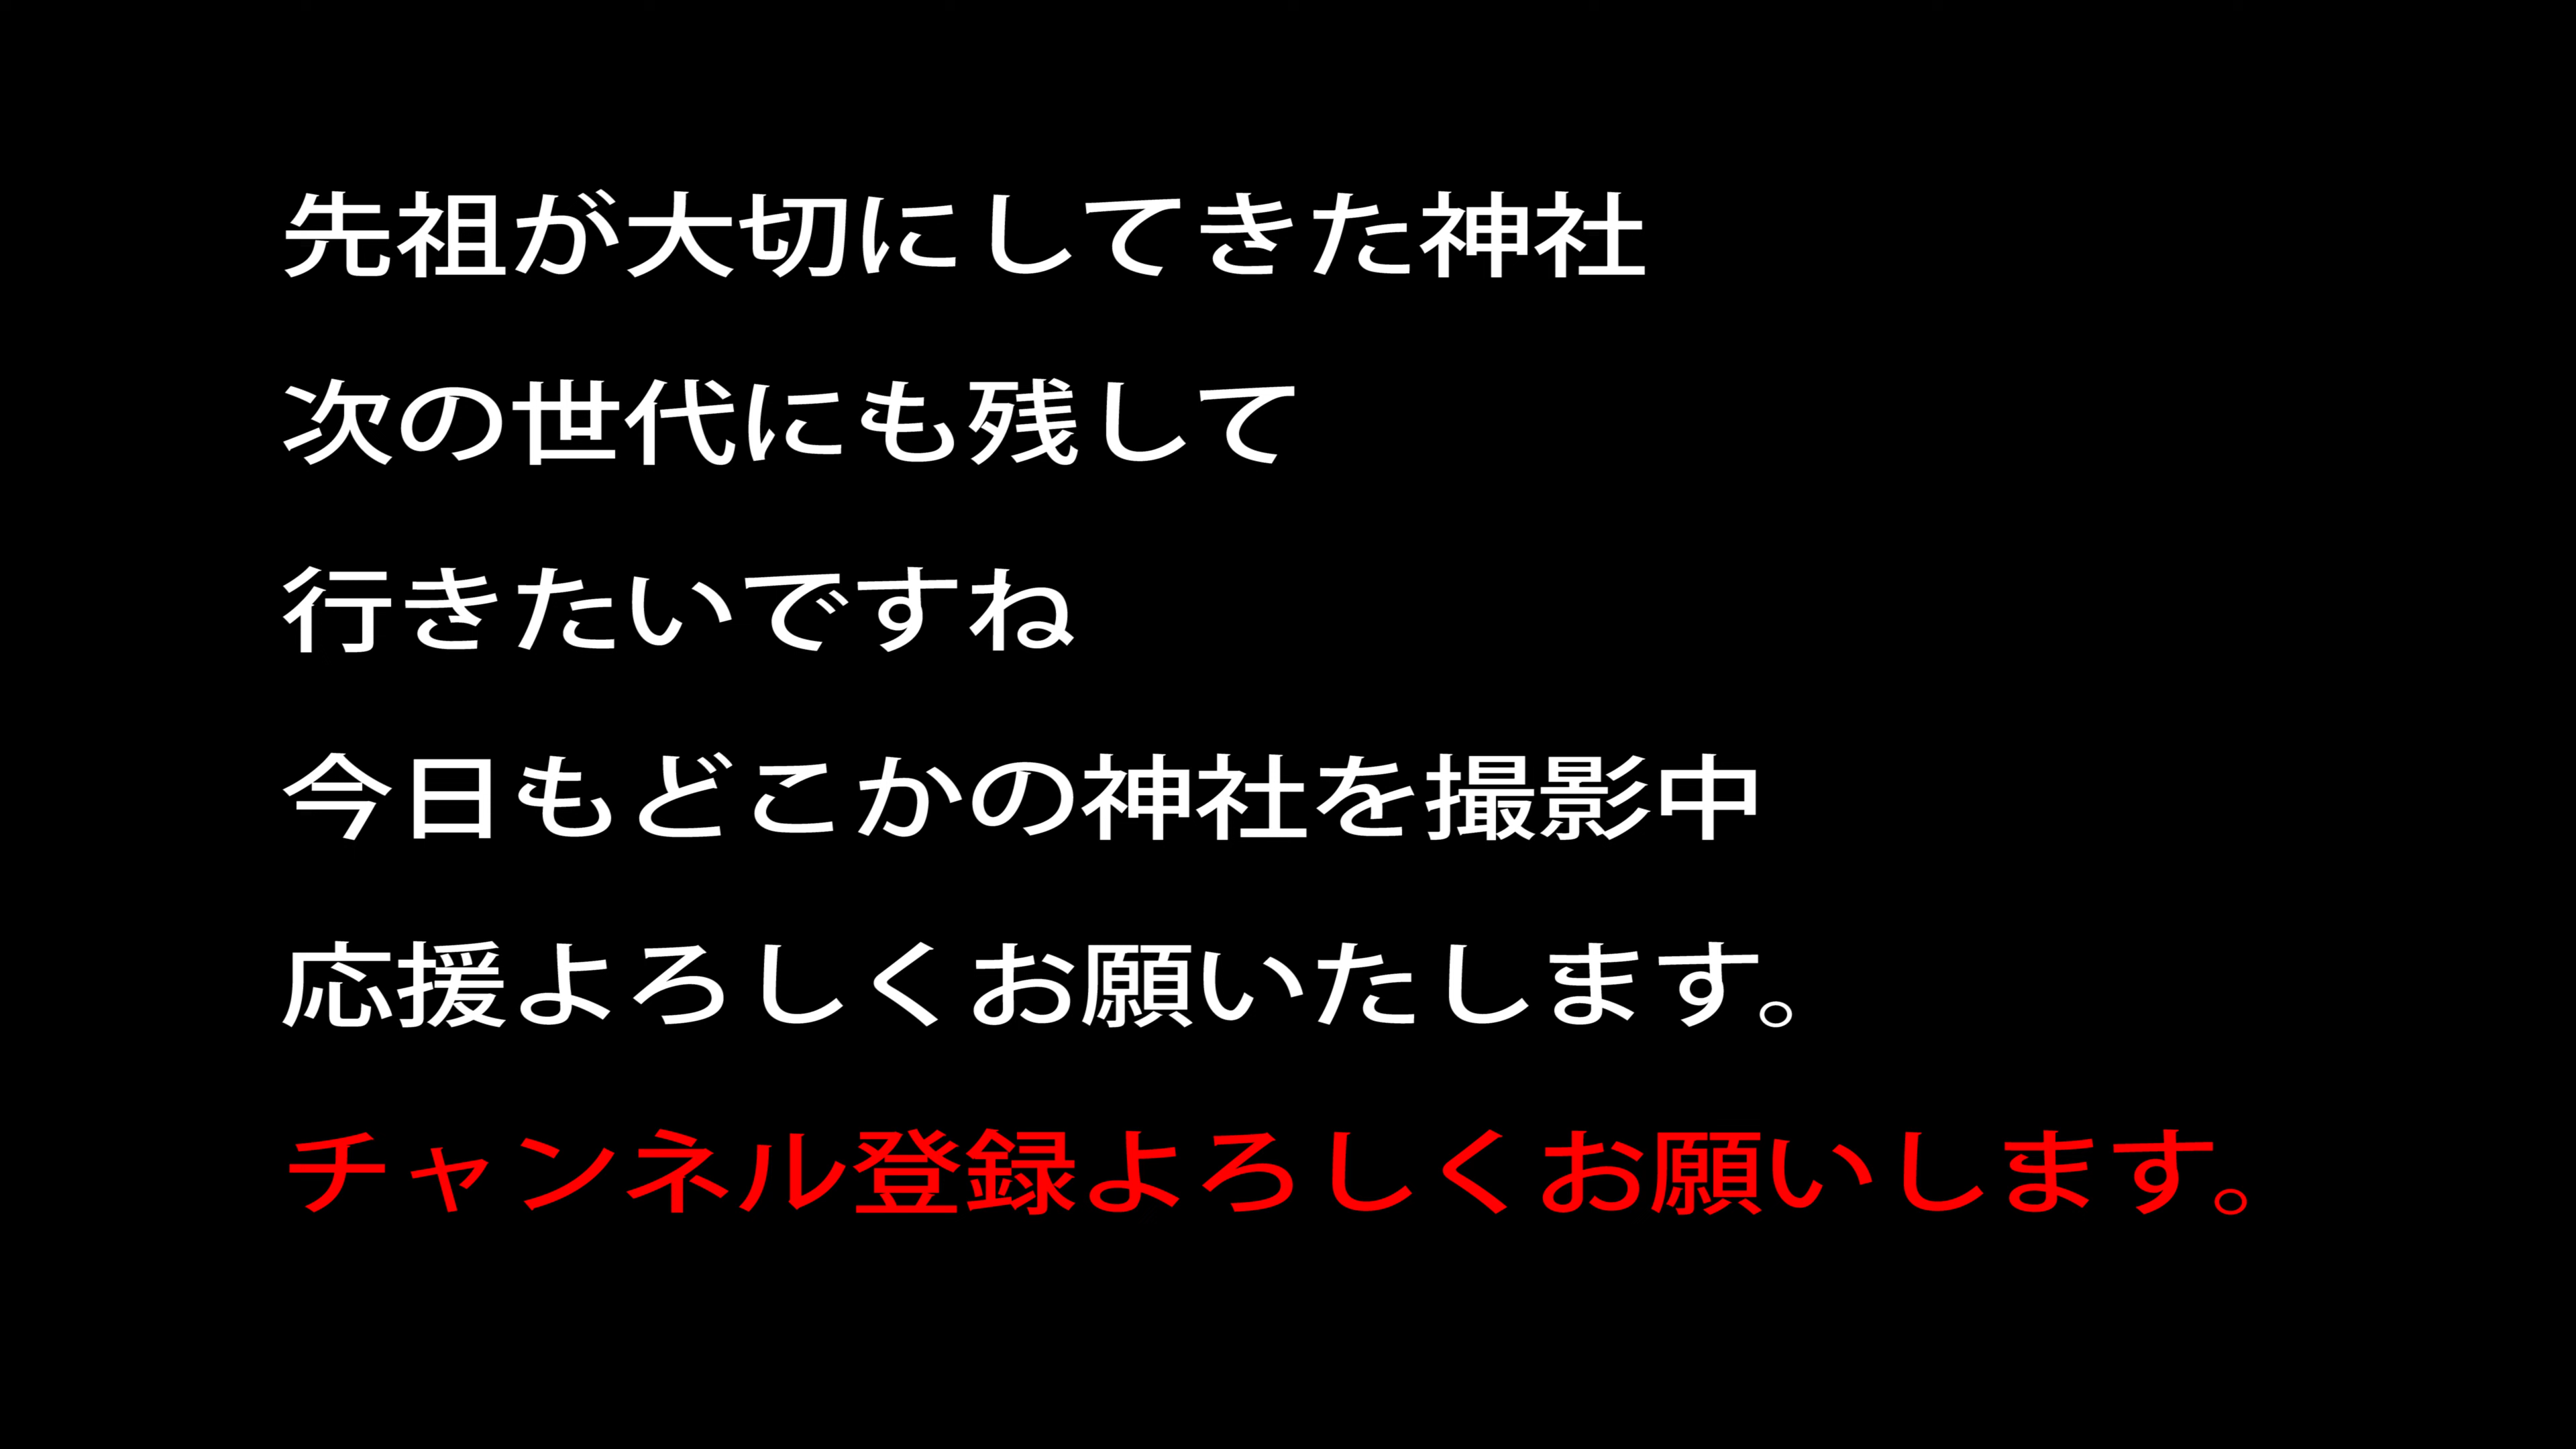 先祖が大切にしてきた神社
次の世代にも残して
行きたいですね
今日もどこかの神社を撮影中
応援よろしくお願いたします。
チャンネル登録よろしくお願いします。